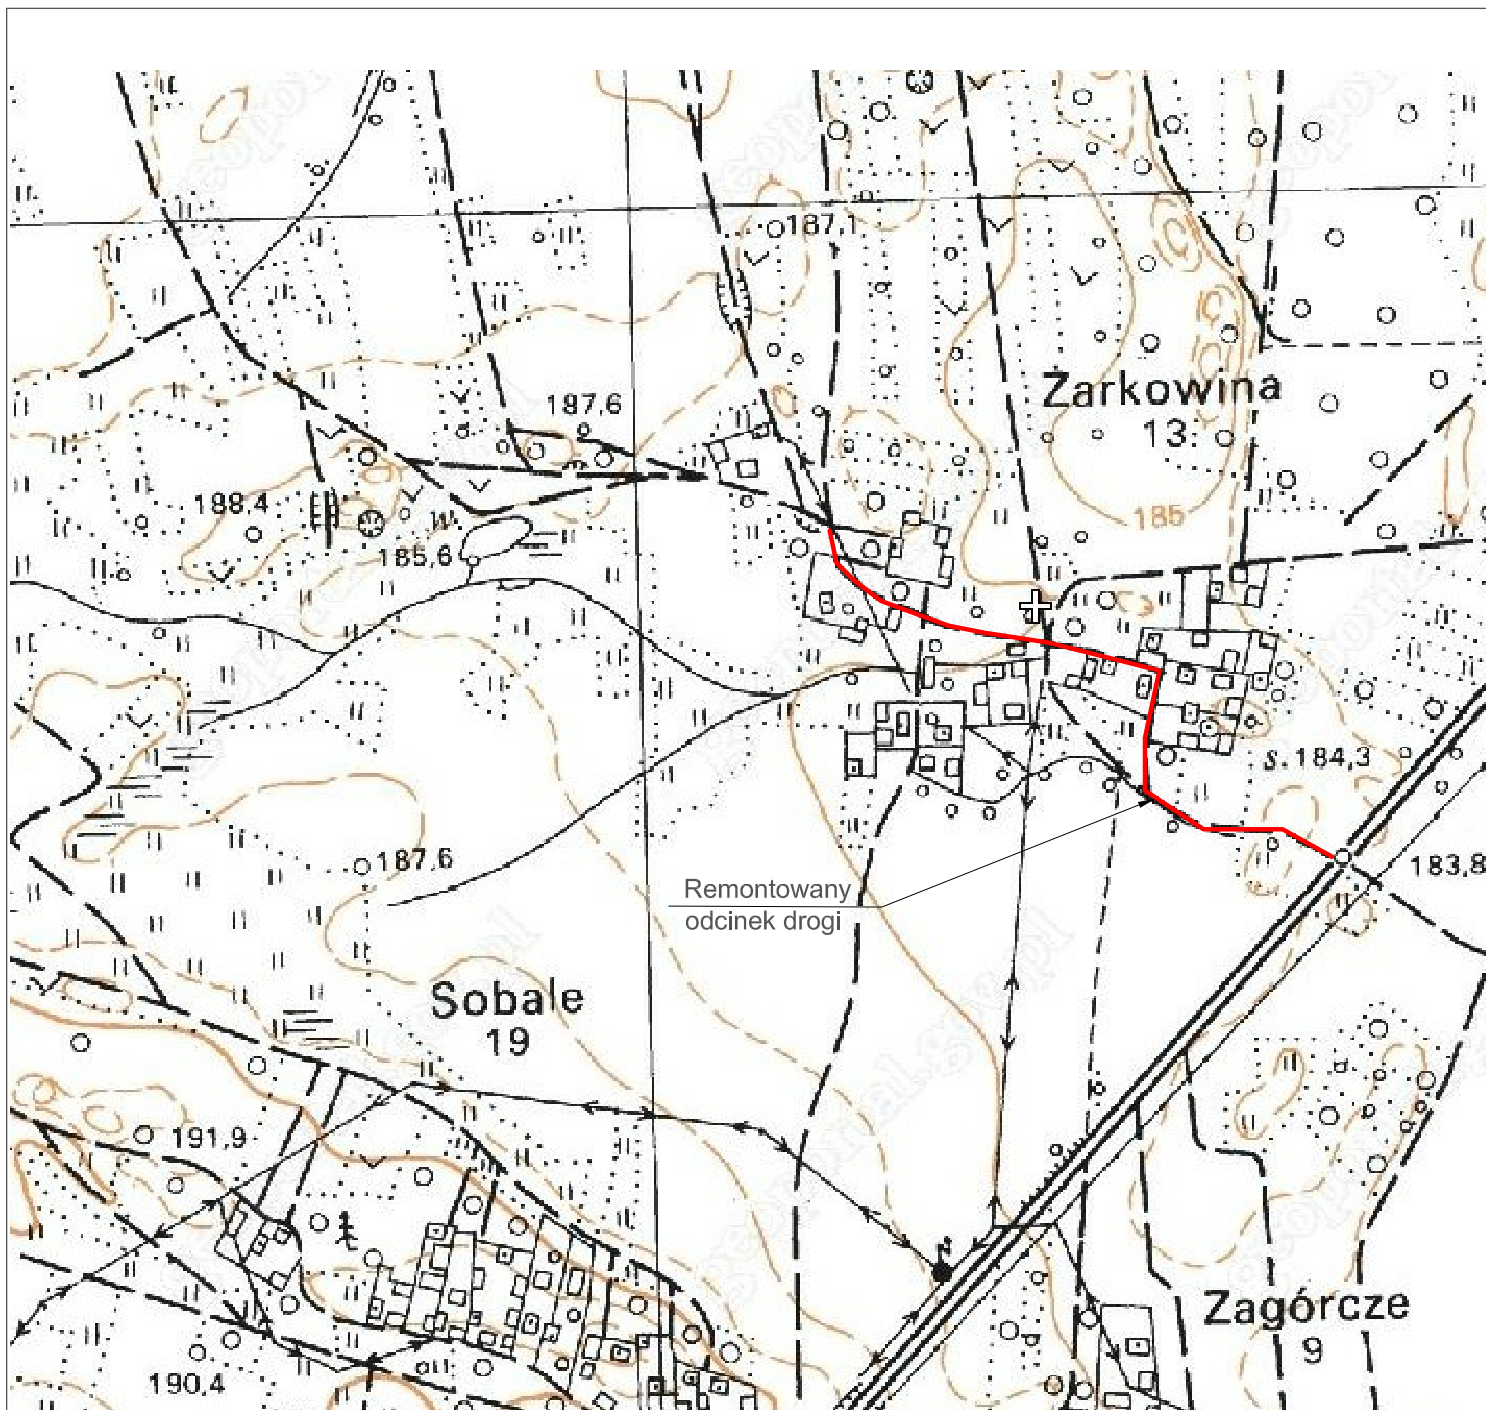 187,1
Zarkowina
13
187,6
188,4
185
185,6
s. 184,3
187,6
183,8
Remontowany
odcinek drogi
Sobale
19
191,9
Zagórcze
9
190,4